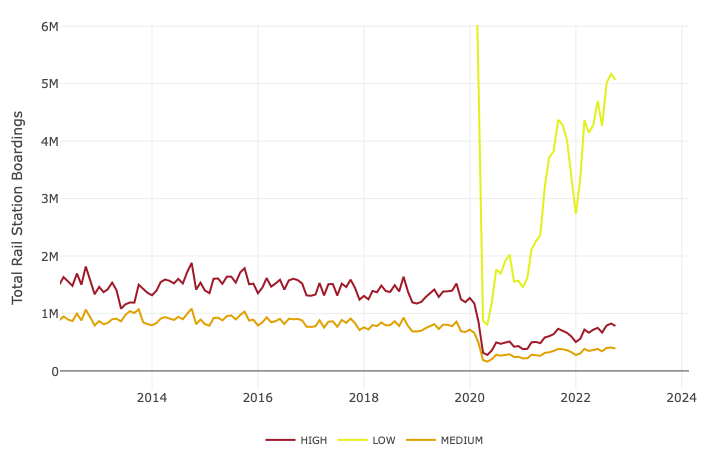 6M
5M
4M
3M
2M
1M
0
Total Rail Station Boardings
2014 2016 2018 2020 2022 2024
HIGH LOW MEDIUM